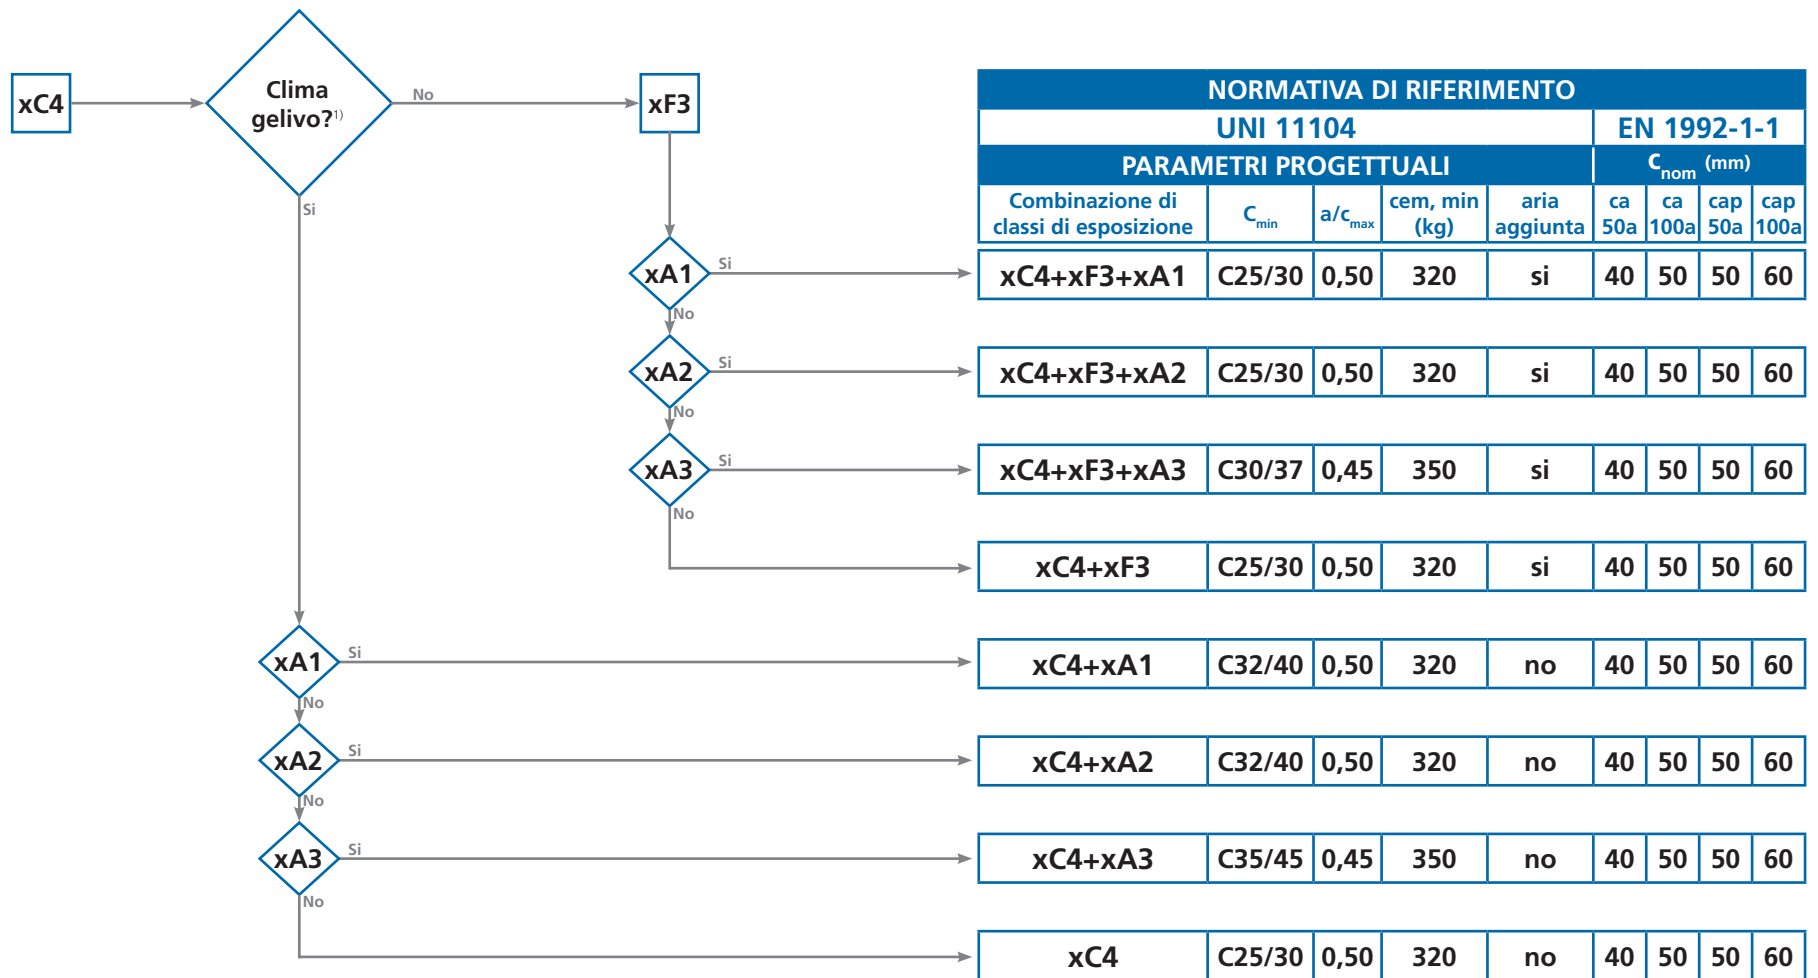 xC4
Clima
gelivo?1)
No
xF3
Si
NORMATIVA DI RIFERIMENTO
UNI 11104 EN 1992-1-1
PARAMETRI PROGETTUALI Cnom (mm)
Combinazione di
classi di esposizione
Cmin
a/cmax
cem, min
(kg)
aria
aggiunta
ca
50a
ca
100a
cap
50a
cap
100a
xA1 Si xC4+xF3+xA1 C25/30 0,50 320 si 40 50 50 60
No
xA2 Si xC4+xF3+xA2 C25/30 0,50 320 si 40 50 50 60
No
xA3 Si xC4+xF3+xA3 C30/37 0,45 350 si 40 50 50 60
No
xC4+xF3 C25/30 0,50 320 si 40 50 50 60
xA1 Si xC4+xA1 C32/40 0,50 320 no 40 50 50 60
No
xA2 Si xC4+xA2 C32/40 0,50 320 no 40 50 50 60
No
xA3 Si xC4+xA3 C35/45 0,45 350 no 40 50 50 60
No
xC4 C25/30 0,50 320 no 40 50 50 60